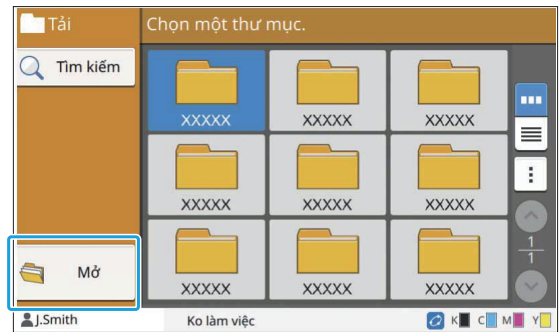 Tải
Chọn một thư mục.
Tìm kiếm
XXXXX XXXXX XXXXX
XXXXX XXXXX XXXXX
XXXXX XXXXX XXXXX
1
1
Mở
J.Smith
Ko làm việc
K C M Y